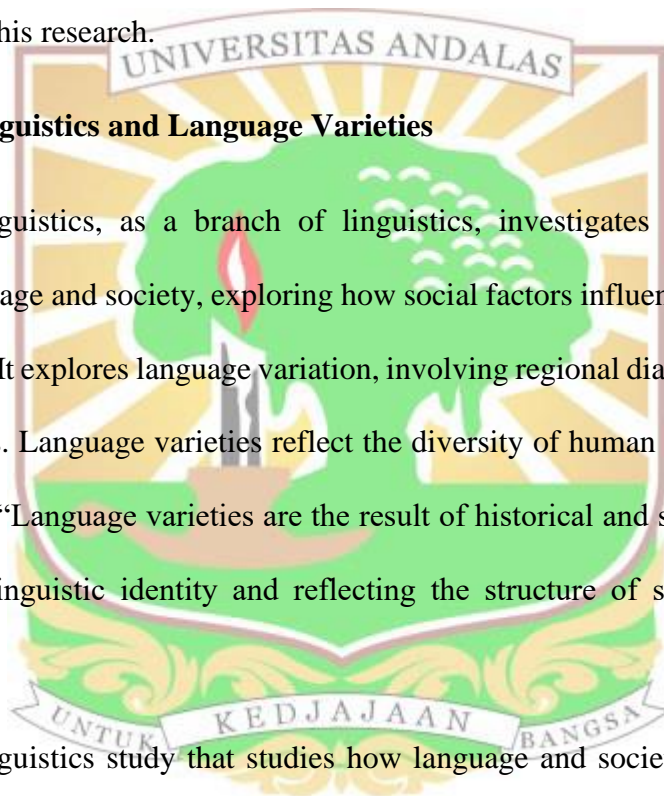 his research.
UNIVERSITAS ANDALAS
guistics and Language Varieties
guistics, as a branch of linguistics, investigates
age and society, exploring how social factors influen
It explores language variation, involving regional dia
. Language varieties reflect the diversity of human
“Language varieties are the result of historical and s
inguistic identity and reflecting the structure of s
UNTUK KEDJAJAAN BANGSA
guistics study that studies how language and socie